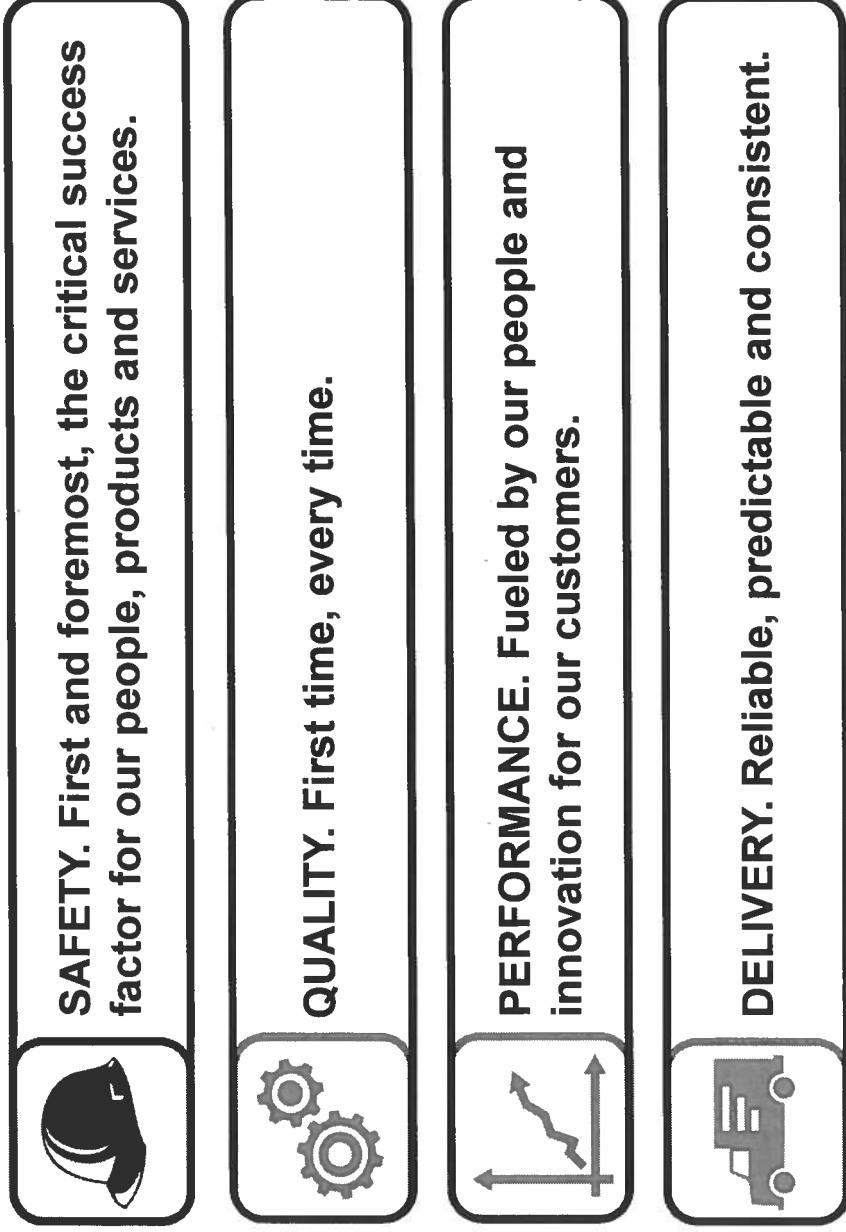 SAFETY. First and foremost, the critical success
factor for our people, products and services.
QUALITY. First time, every time.
PERFORMANCE. Fueled by our people and
innovation for our customers.
DELIVERY. Reliable, predictable and consistent.